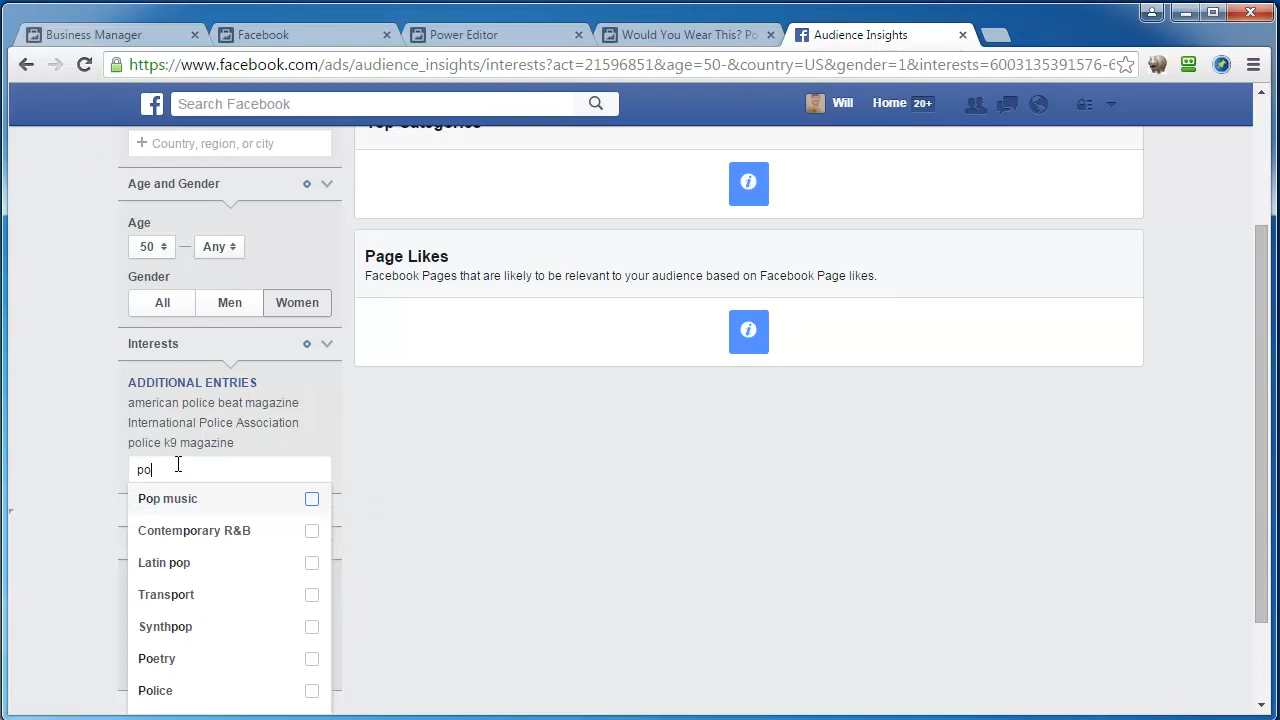 Business Manager
Facebook
Power Editor
Would You Wear This? Po
Audience Insights
https://www.facebook.com/ads/audience_insights/interests?act=21596851&age=50-&country=US&gender=1&interests=6003135391576-6
Search Facebook
Will
Home 20+
Top Categories
+ Country, region, or city
Age and Gender
Age
50 — Any
Gender
All Men Women
Page Likes
Facebook Pages that are likely to be relevant to your audience based on Facebook Page likes.
Interests
ADDITIONAL ENTRIES
american police beat magazine
International Police Association
police k9 magazine
po
Pop music
Contemporary R&B
Latin pop
Transport
Synthpop
Poetry
Police